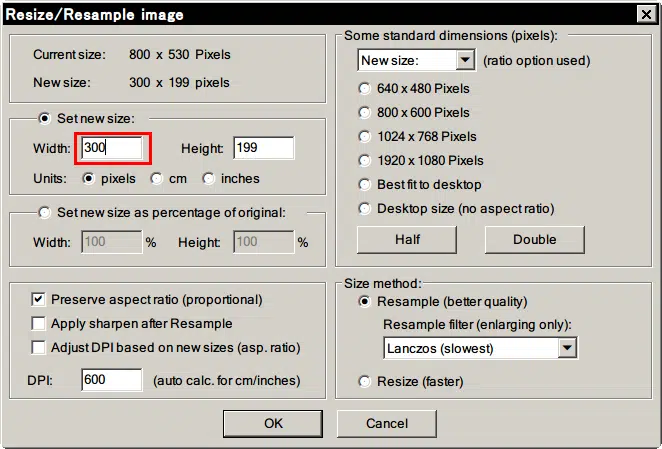 Resize/Resample image
Current size: 800 x 530 Pixels
New size: 300 x 199 pixels
Set new size:
Width: 300 Height: 199
Units: pixels cm inches
Set new size as percentage of original:
Width: 100 % Height: 100 %
Preserve aspect ratio (proportional)
Apply sharpen after Resample
Adjust DPI based on new sizes (asp. ratio)
DPI: 600 (auto calc. for cm/inches)
Some standard dimensions (pixels):
New size: (ratio option used)
640 x 480 Pixels
800 x 600 Pixels
1024 x 768 Pixels
1920 x 1080 Pixels
Best fit to desktop
Desktop size (no aspect ratio)
Half Double
Size method:
Resample (better quality)
Resample filter (enlarging only):
Lanczos (slowest)
Resize (faster)
OK Cancel